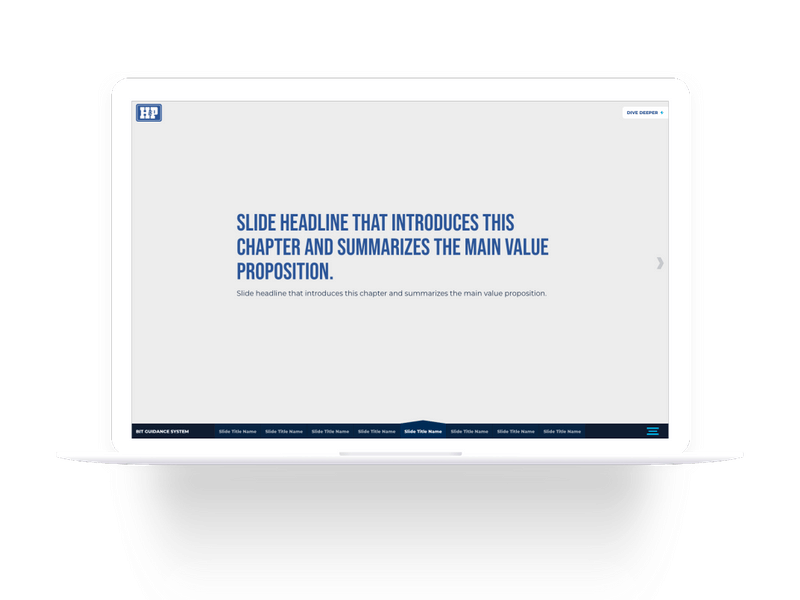 HP
DIVE DEEPER +
SLIDE HEADLINE THAT INTRODUCES THIS
CHAPTER AND SUMMARIZES THE MAIN VALUE
PROPOSITION.
Slide headline that introduces this chapter and summarizes the main value proposition.
BIT GUIDANCE SYSTEM Slide Title Name Slide Title Name Slide Title Name Slide Title Name Slide Title Name Slide Title Name Slide Title Name Slide Title Name